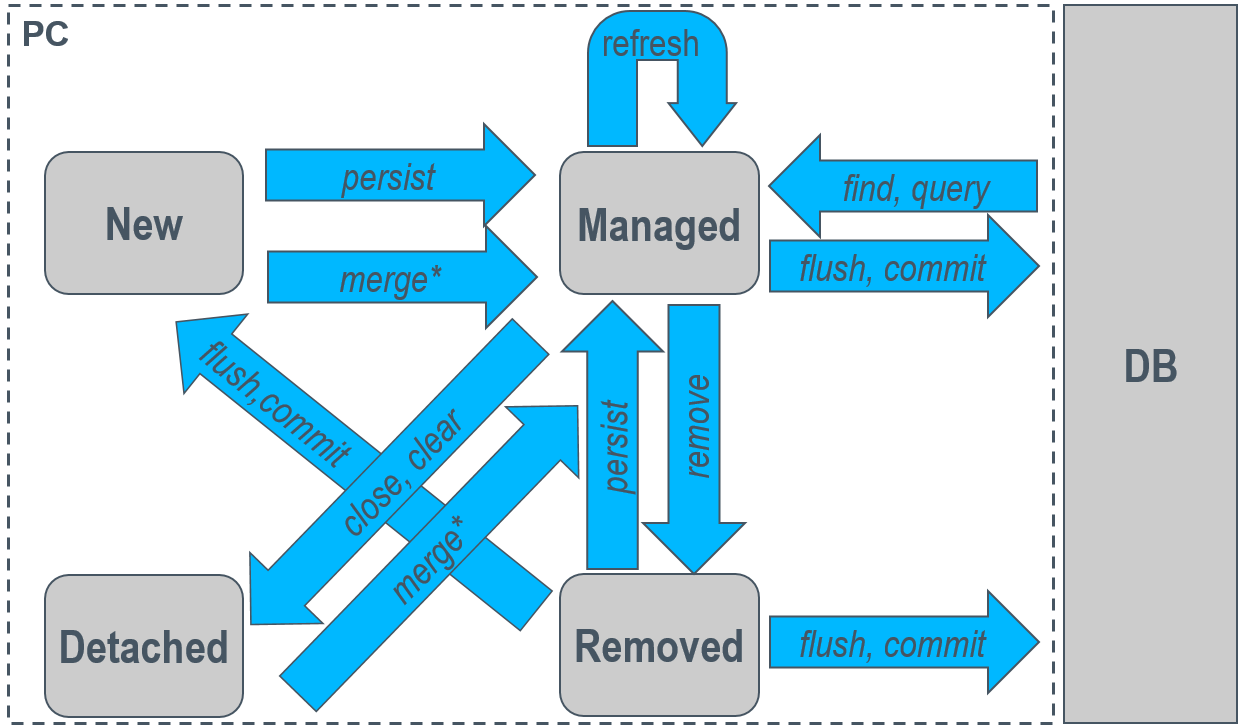 PC
refresh
persist
find, query
New
Managed
merge*
flush, commit
flush,commit
close, clear
persist
remove
DB
merge*
Detached
Removed
flush, commit